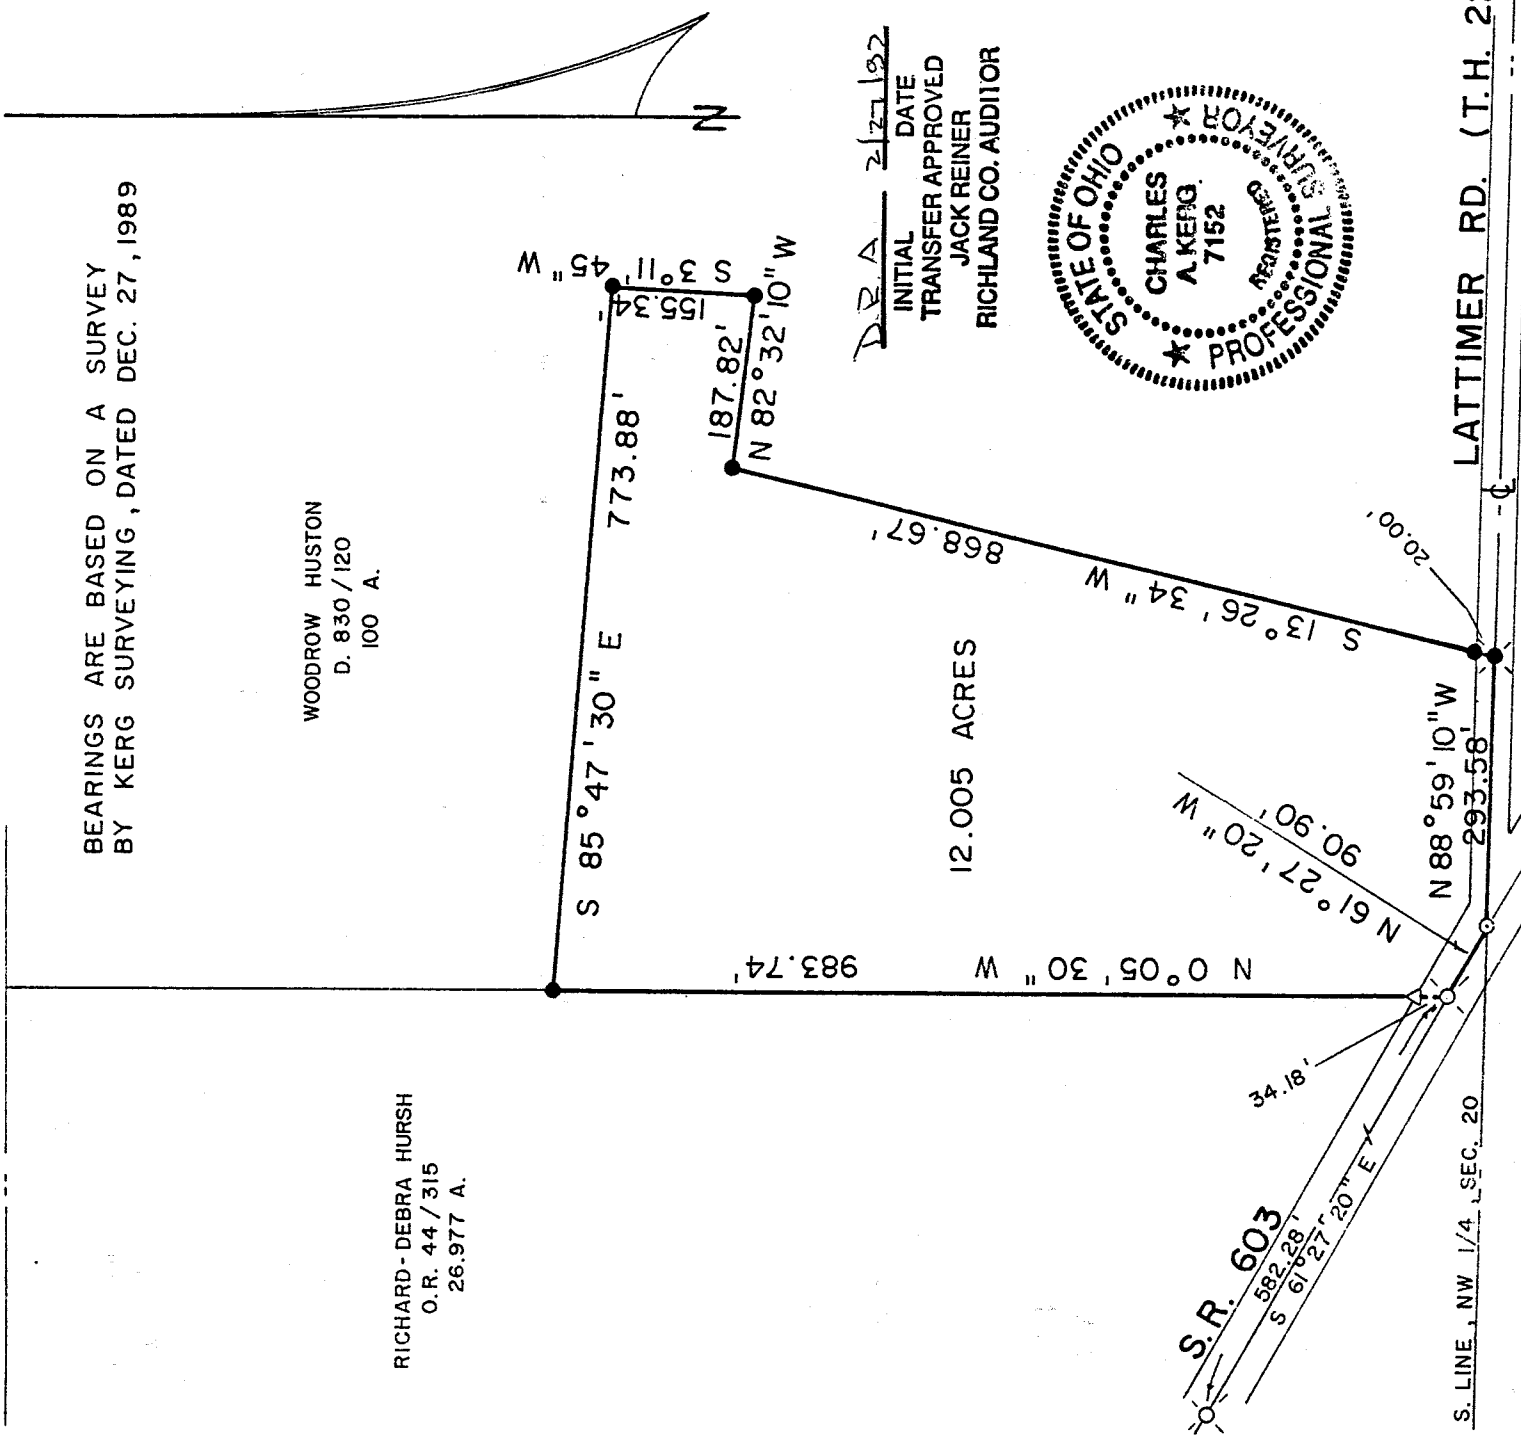 BEARINGS ARE BASED ON A SURVEY
BY KERG SURVEYING, DATED DEC. 27, 1989
N
WOODROW HUSTON
D. 830/120
100 A.
RICHARD-DEBRA HURSH
O.R. 44/315
26.977 A.
S 85°47'30" E 773.88'
S 3°11'45" W
155.34'
187.82'
N 82°32'10" W
868.67'
S 13°26'34" W
12.005 ACRES
N 0°05'30" W 983.74'
N 61°27'20" W
90.90'
N 88°59'10" W
293.58'
20.00'
34.18'
S.R. 603
582.28'
S 61°27'20" E
S. LINE, NW 1/4 SEC. 20
LATTIMER RD. (T.H. 2
INITIAL DATE
TRANSFER APPROVED
JACK REINER
RICHLAND CO. AUDITOR
STATE OF OHIO
CHARLES
A. KERG
7152
REGISTERED
PROFESSIONAL SURVEYOR